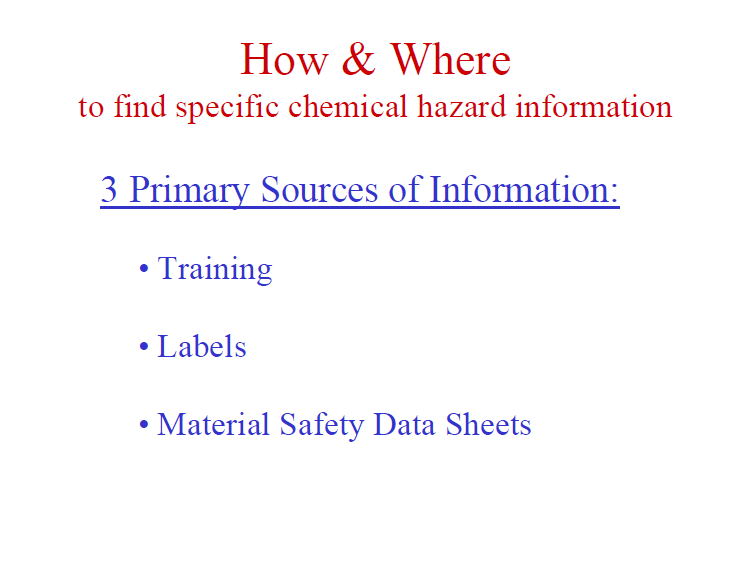 How & Where
to find specific chemical hazard information
3 Primary Sources of Information:
• Training
• Labels
• Material Safety Data Sheets